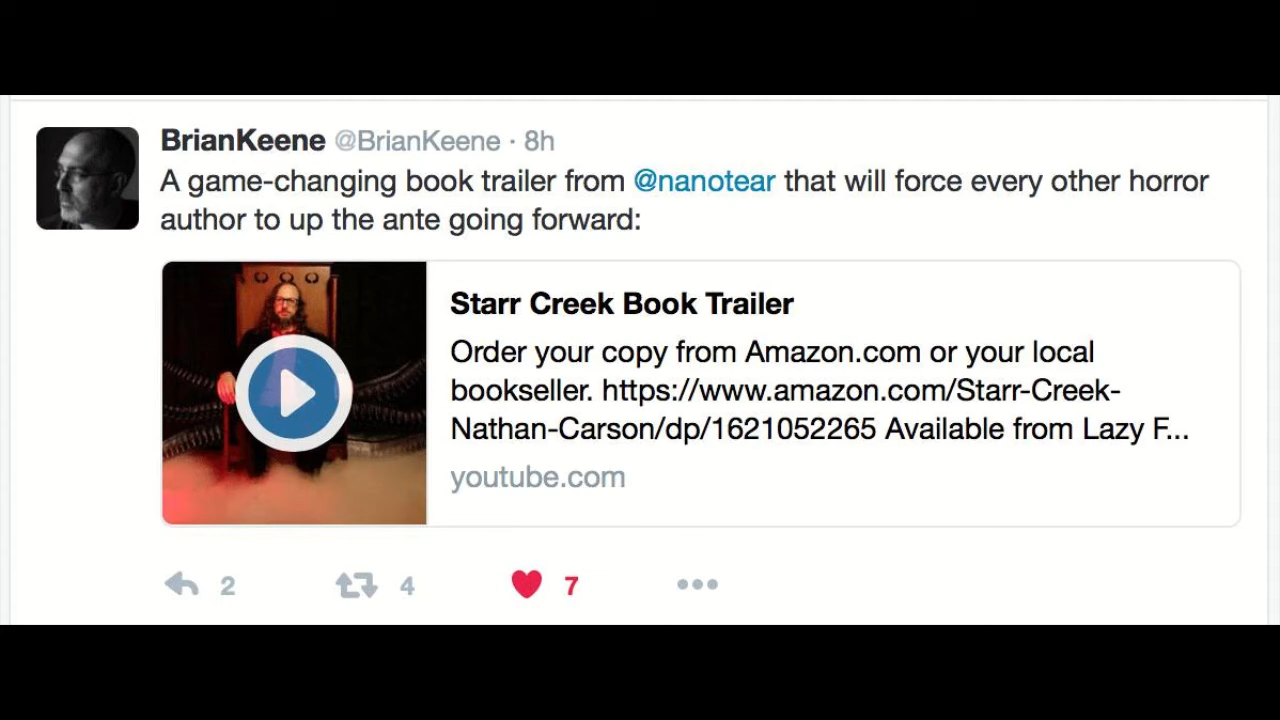 BrianKeene @BrianKeene · 8h
A game-changing book trailer from @nanotear that will force every other horror
author to up the ante going forward:
Starr Creek Book Trailer
Order your copy from Amazon.com or your local
bookseller. https://www.amazon.com/Starr-Creek-
Nathan-Carson/dp/1621052265 Available from Lazy F...
youtube.com
2 4 7